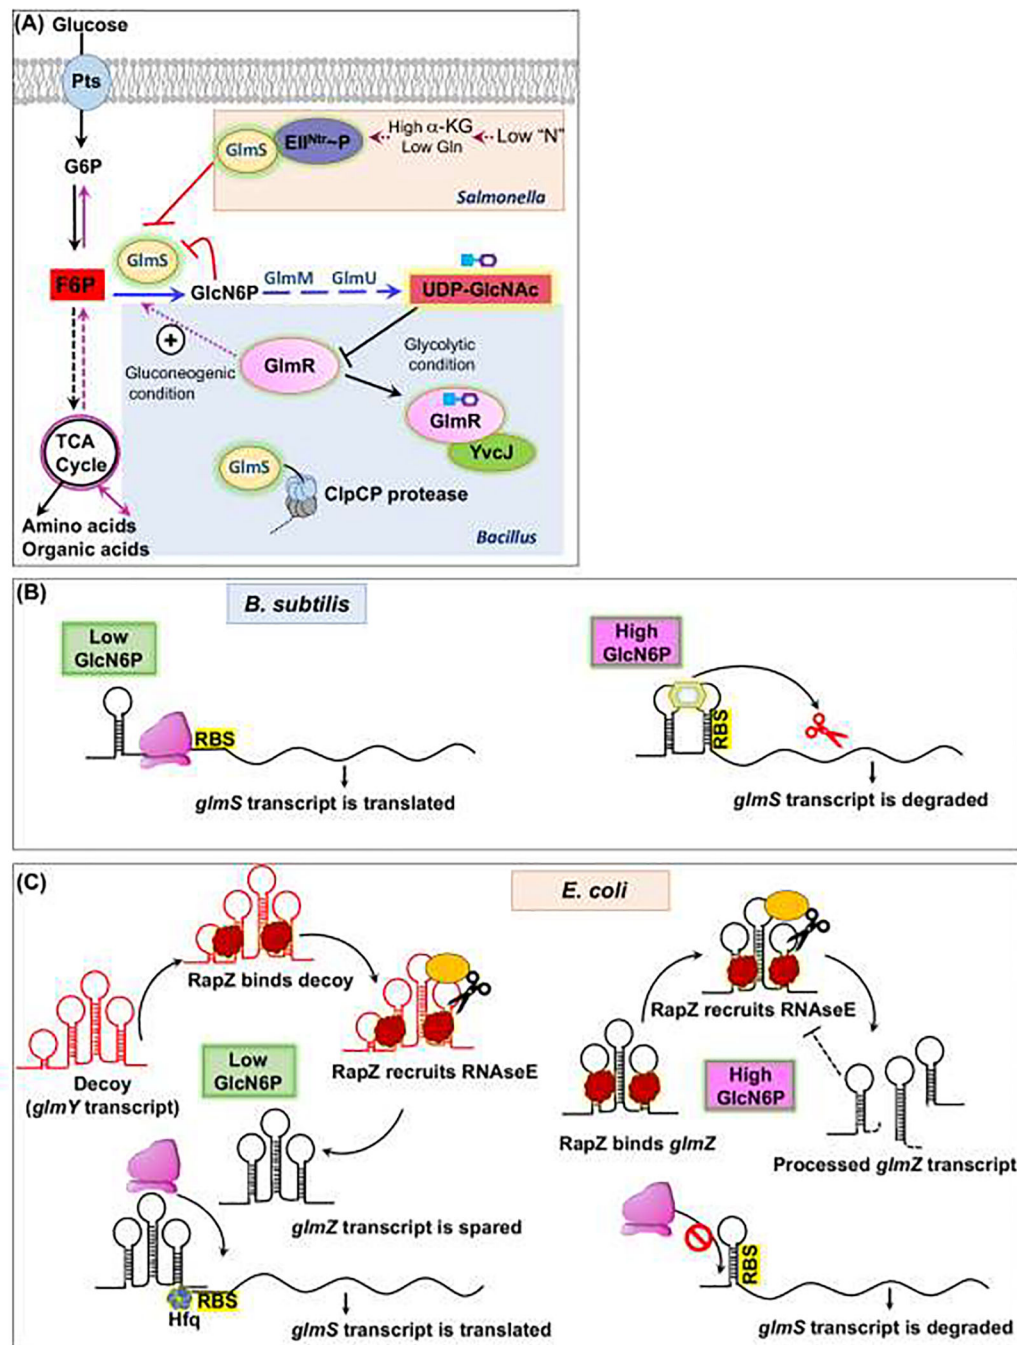 (A) Glucose
Pts
G6P
GlmS EIINtr~P High α-KG Low “N”
Low Gln
Salmonella
GlmS
F6P GlcN6P GlmM GlmU UDP-GlcNAc
+
Gluconeogenic
condition
GlmR
Glycolytic
condition
GlmR
YvcJ
TCA
Cycle
GlmS
ClpCP protease
Amino acids
Organic acids
Bacillus
(B) B. subtilis
Low
GlcN6P
RBS
glmS transcript is translated
High
GlcN6P
RBS
glmS transcript is degraded
(C) E. coli
RapZ binds decoy
Decoy
(glmY transcript)
Low
GlcN6P
RapZ recruits RNAseE
glmZ transcript is spared
Hfq
RBS
glmS transcript is translated
RapZ recruits RNAseE
RapZ binds glmZ
High
GlcN6P
Processed glmZ transcript
RBS
glmS transcript is degraded